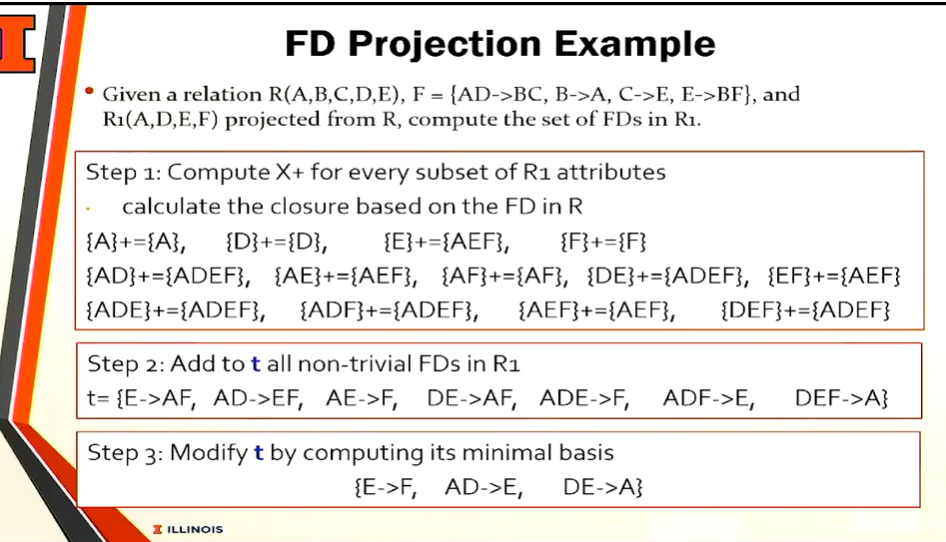 FD Projection Example
• Given a relation R(A,B,C,D,E), F = {AD->BC, B->A, C->E, E->BF}, and
R1(A,D,E,F) projected from R, compute the set of FDs in R1.
Step 1: Compute X+ for every subset of R1 attributes
· calculate the closure based on the FD in R
{A}+={A}, {D}+={D}, {E}+={AEF}, {F}+={F}
{AD}+={ADEF}, {AE}+={AEF}, {AF}+={AF}, {DE}+={ADEF}, {EF}+={AEF}
{ADE}+={ADEF}, {ADF}+={ADEF}, {AEF}+={AEF}, {DEF}+={ADEF}
Step 2: Add to t all non-trivial FDs in R1
t= {E->AF, AD->EF, AE->F, DE->AF, ADE->F, ADF->E, DEF->A}
Step 3: Modify t by computing its minimal basis
{E->F, AD->E, DE->A}
I ILLINOIS